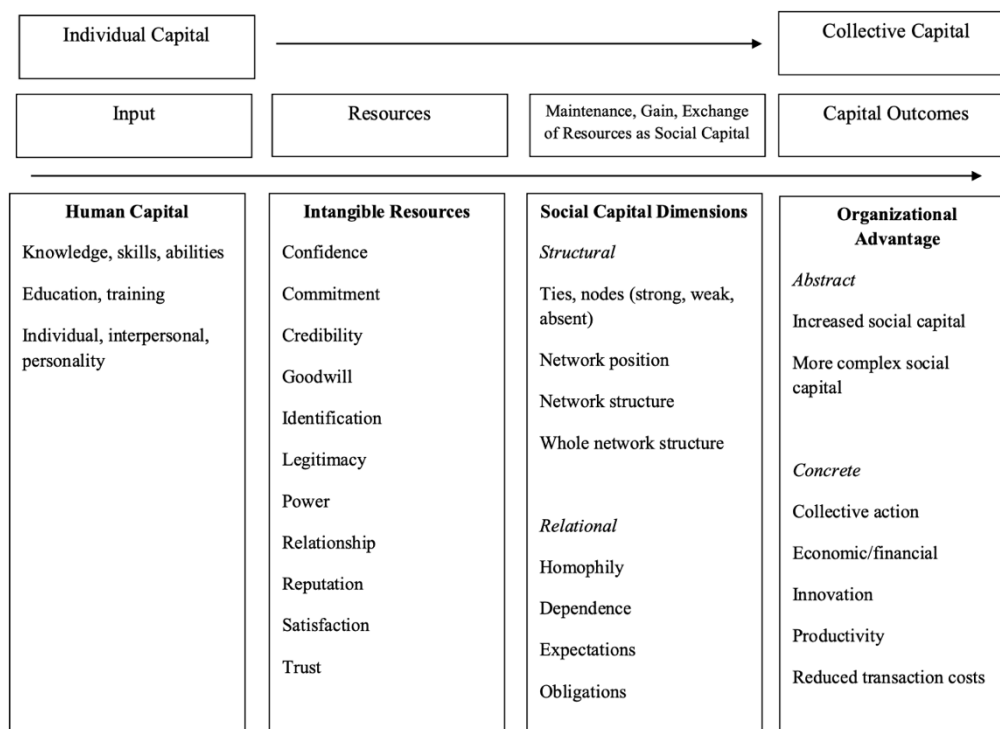 Individual Capital
Collective Capital
Input
Resources
Maintenance, Gain, Exchange
of Resources as Social Capital
Capital Outcomes
Human Capital
Knowledge, skills, abilities
Education, training
Individual, interpersonal,
personality
Intangible Resources
Confidence
Commitment
Credibility
Goodwill
Identification
Legitimacy
Power
Relationship
Reputation
Satisfaction
Trust
Social Capital Dimensions
Structural
Ties, nodes (strong, weak,
absent)
Network position
Network structure
Whole network structure
Relational
Homophily
Dependence
Expectations
Obligations
Organizational
Advantage
Abstract
Increased social capital
More complex social
capital
Concrete
Collective action
Economic/financial
Innovation
Productivity
Reduced transaction costs